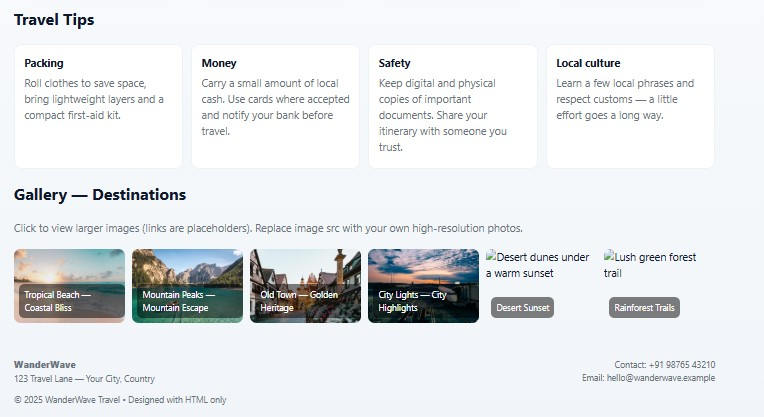 Travel Tips
Packing
Roll clothes to save space,
bring lightweight layers and a
compact first-aid kit.
Money
Carry a small amount of local
cash. Use cards where accepted
and notify your bank before
travel.
Safety
Keep digital and physical
copies of important
documents. Share your
itinerary with someone you
trust.
Local culture
Learn a few local phrases and
respect customs — a little
effort goes a long way.
Gallery — Destinations
Click to view larger images (links are placeholders). Replace image src with your own high-resolution photos.
Tropical Beach —
Coastal Bliss
Mountain Peaks —
Mountain Escape
Old Town — Golden
Heritage
City Lights — City
Highlights
Desert dunes under
a warm sunset
Desert Sunset
Lush green forest
trail
Rainforest Trails
WanderWave
123 Travel Lane — Your City, Country
Contact: +91 98765 43210
Email: hello@wanderwave.example
© 2025 WanderWave Travel • Designed with HTML only